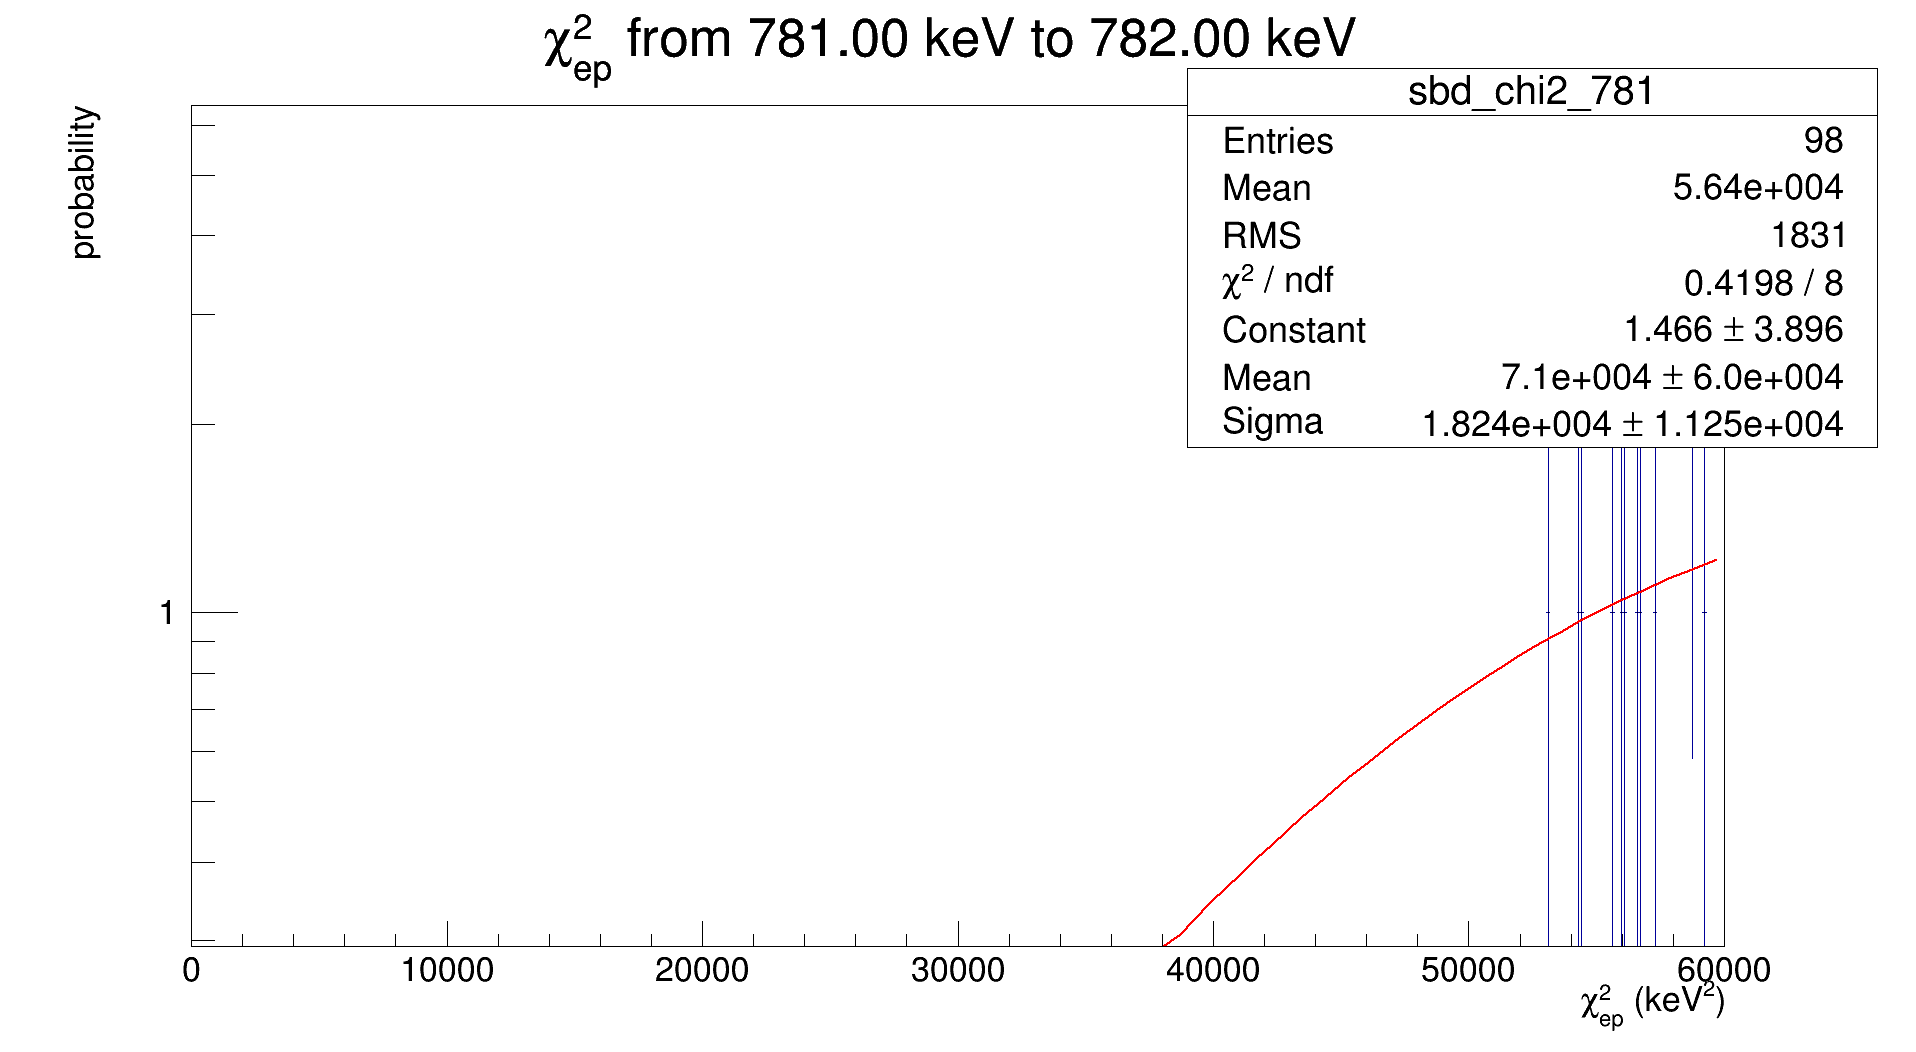 χ²ep from 781.00 keV to 782.00 keV
probability
sbd_chi2_781
Entries 98
Mean 5.64e+004
RMS 1831
χ² / ndf 0.4198 / 8
Constant 1.466 ± 3.896
Mean 7.1e+004 ± 6.0e+004
Sigma 1.824e+004 ± 1.125e+004
1
0 10000 20000 30000 40000 50000 60000
χ²ep (keV²)